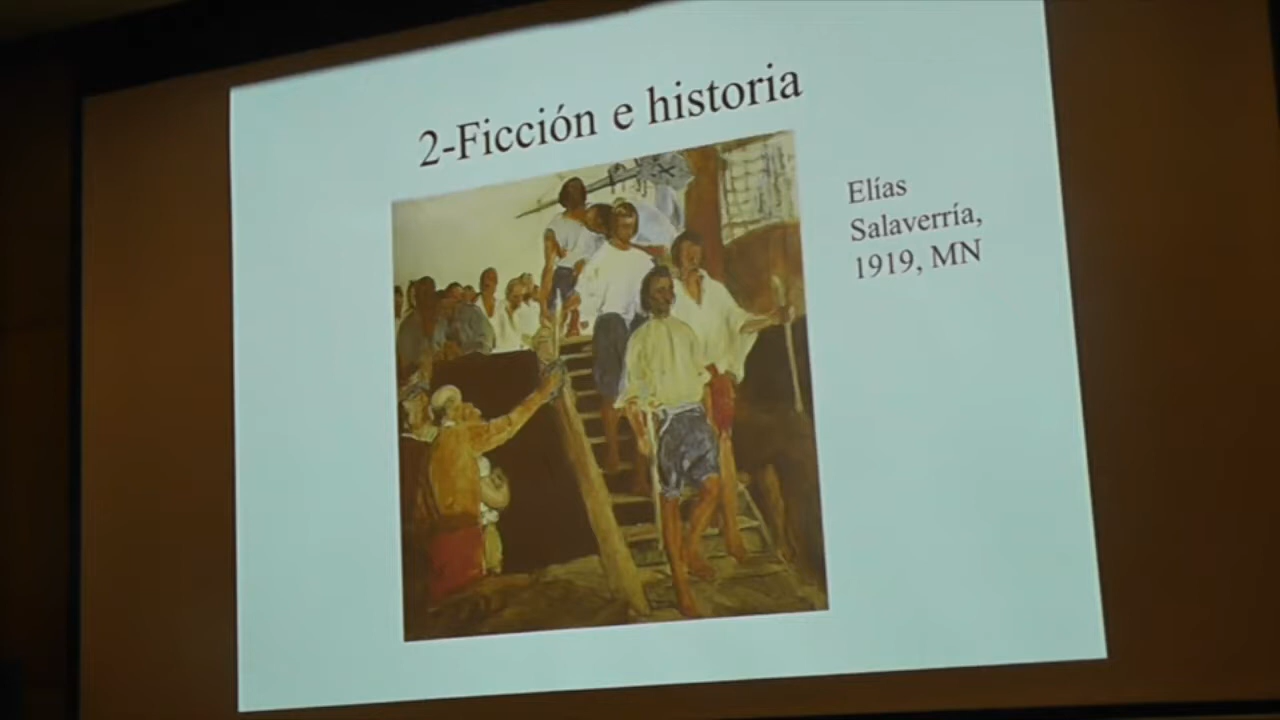 2-Ficción e historia
Elías
Salaverría,
1919, MN